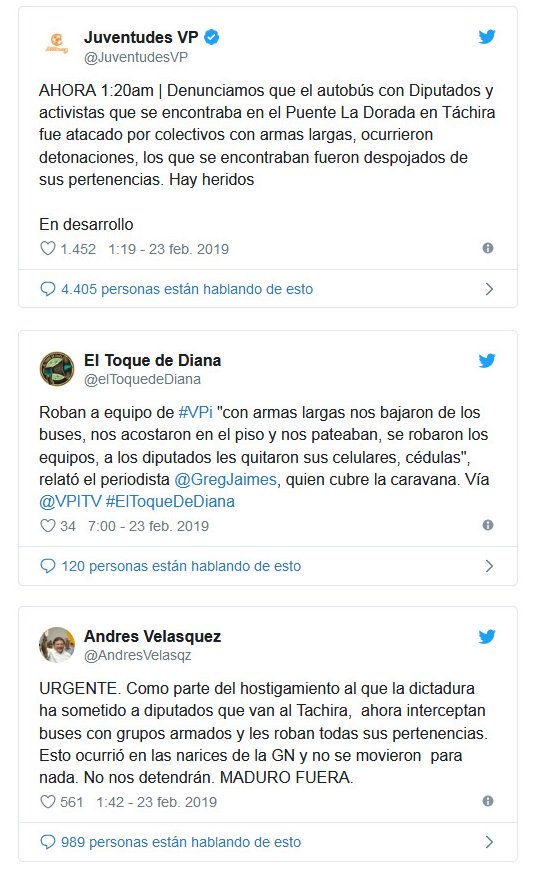 Juventudes VP
@JuventudesVP
AHORA 1:20am | Denunciamos que el autobús con Diputados y
activistas que se encontraba en el Puente La Dorada en Táchira
fue atacado por colectivos con armas largas, ocurrieron
detonaciones, los que se encontraban fueron despojados de
sus pertenencias. Hay heridos
En desarrollo
1.452 1:19 - 23 feb. 2019
4.405 personas están hablando de esto
El Toque de Diana
@elToquedeDiana
Roban a equipo de #VPi "con armas largas nos bajaron de los
buses, nos acostaron en el piso y nos pateaban, se robaron los
equipos, a los diputados les quitaron sus celulares, cédulas",
relató el periodista @GregJaimes, quien cubre la caravana. Vía
@VPITV #ElToqueDeDiana
34 7:00 - 23 feb. 2019
120 personas están hablando de esto
Andres Velasquez
@AndresVelasqz
URGENTE. Como parte del hostigamiento al que la dictadura
ha sometido a diputados que van al Tachira, ahora interceptan
buses con grupos armados y les roban todas sus pertenencias.
Esto ocurrió en las narices de la GN y no se movieron para
nada. No nos detendrán. MADURO FUERA.
561 1:42 - 23 feb. 2019
989 personas están hablando de esto